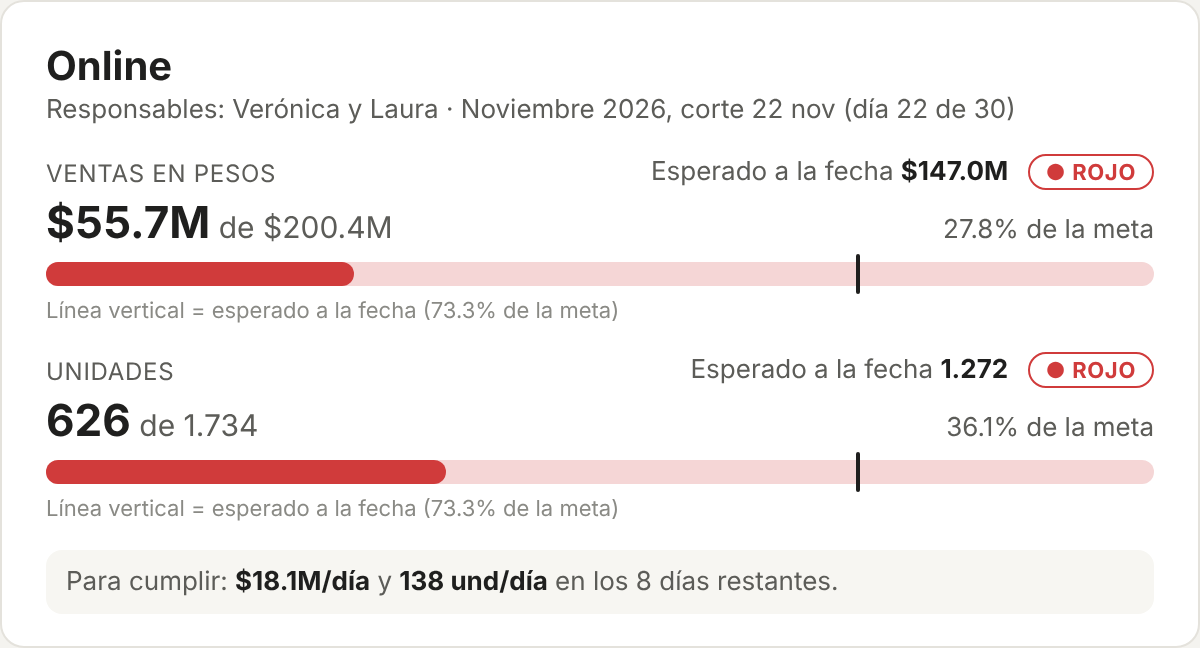 Online
Responsables: Verónica y Laura · Noviembre 2026, corte 22 nov (día 22 de 30)
VENTAS EN PESOS
Esperado a la fecha $147.0M ROJO
$55.7M de $200.4M
27.8% de la meta
Línea vertical = esperado a la fecha (73.3% de la meta)
UNIDADES
Esperado a la fecha 1.272 ROJO
626 de 1.734
36.1% de la meta
Línea vertical = esperado a la fecha (73.3% de la meta)
Para cumplir: $18.1M/día y 138 und/día en los 8 días restantes.